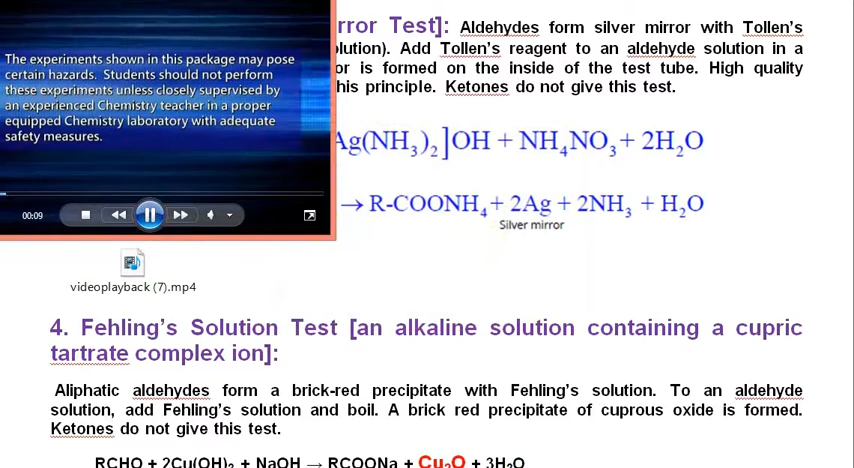 rror Test]: Aldehydes form silver mirror with Tollen's
lution). Add Tollen's reagent to an aldehyde solution in a
or is formed on the inside of the test tube. High quality
his principle. Ketones do not give this test.
The experiments shown in this package may pose
certain hazards. Students should not perform
these experiments unless closely supervised by
an experienced Chemistry teacher in a proper
equipped Chemistry laboratory with adequate
safety measures.
Ag(NH₃)₂]OH + NH₄NO₃ + 2H₂O
→ R-COONH₄ + 2Ag + 2NH₃ + H₂O
Silver mirror
00:09
videoplayback (7).mp4
4. Fehling's Solution Test [an alkaline solution containing a cupric
tartrate complex ion]:
Aliphatic aldehydes form a brick-red precipitate with Fehling's solution. To an aldehyde
solution, add Fehling's solution and boil. A brick red precipitate of cuprous oxide is formed.
Ketones do not give this test.
RCHO + 2Cu(OH)₂ + NaOH → RCOONa + Cu₂O + 3H₂O